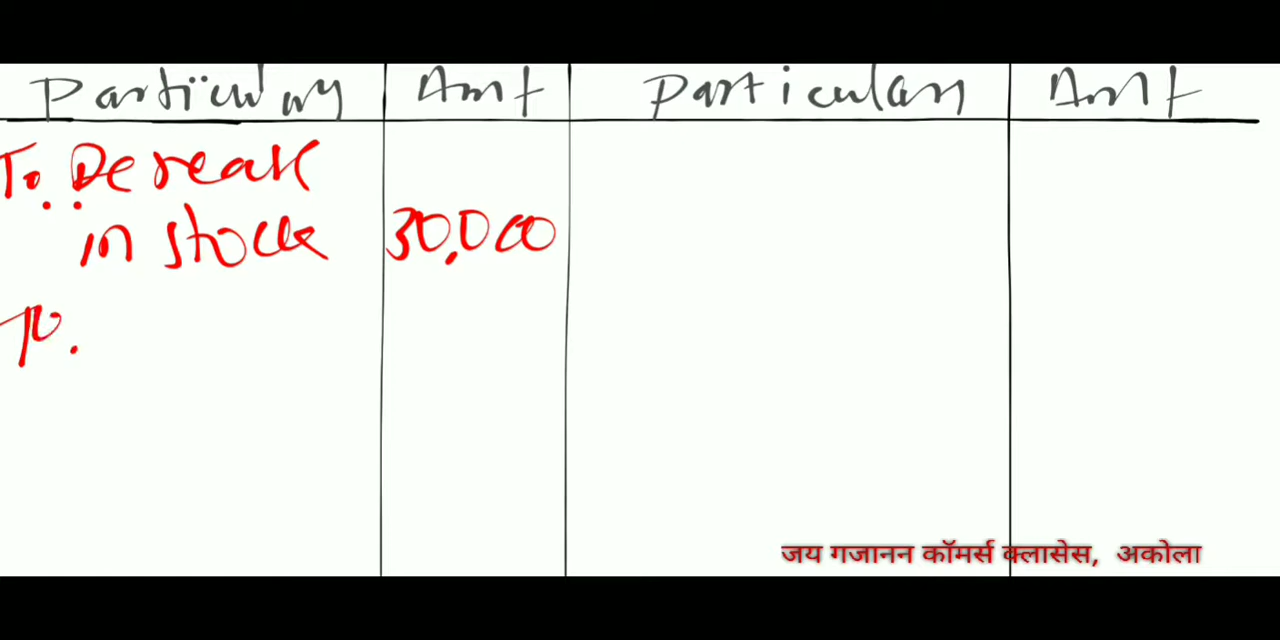 Particulars Amt Particulars Amt
To. Decrease
in stock 30,000
To.
जय गजानन कॉमर्स क्लासेस, अकोला